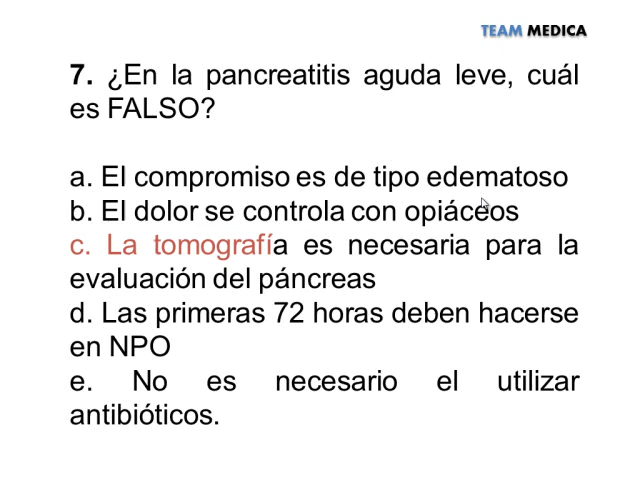 TEAM MEDICA
7. ¿En la pancreatitis aguda leve, cuál
es FALSO?
a. El compromiso es de tipo edematoso
b. El dolor se controla con opiáceos
c. La tomografía es necesaria para la
evaluación del páncreas
d. Las primeras 72 horas deben hacerse
en NPO
e. No es necesario el utilizar
antibióticos.